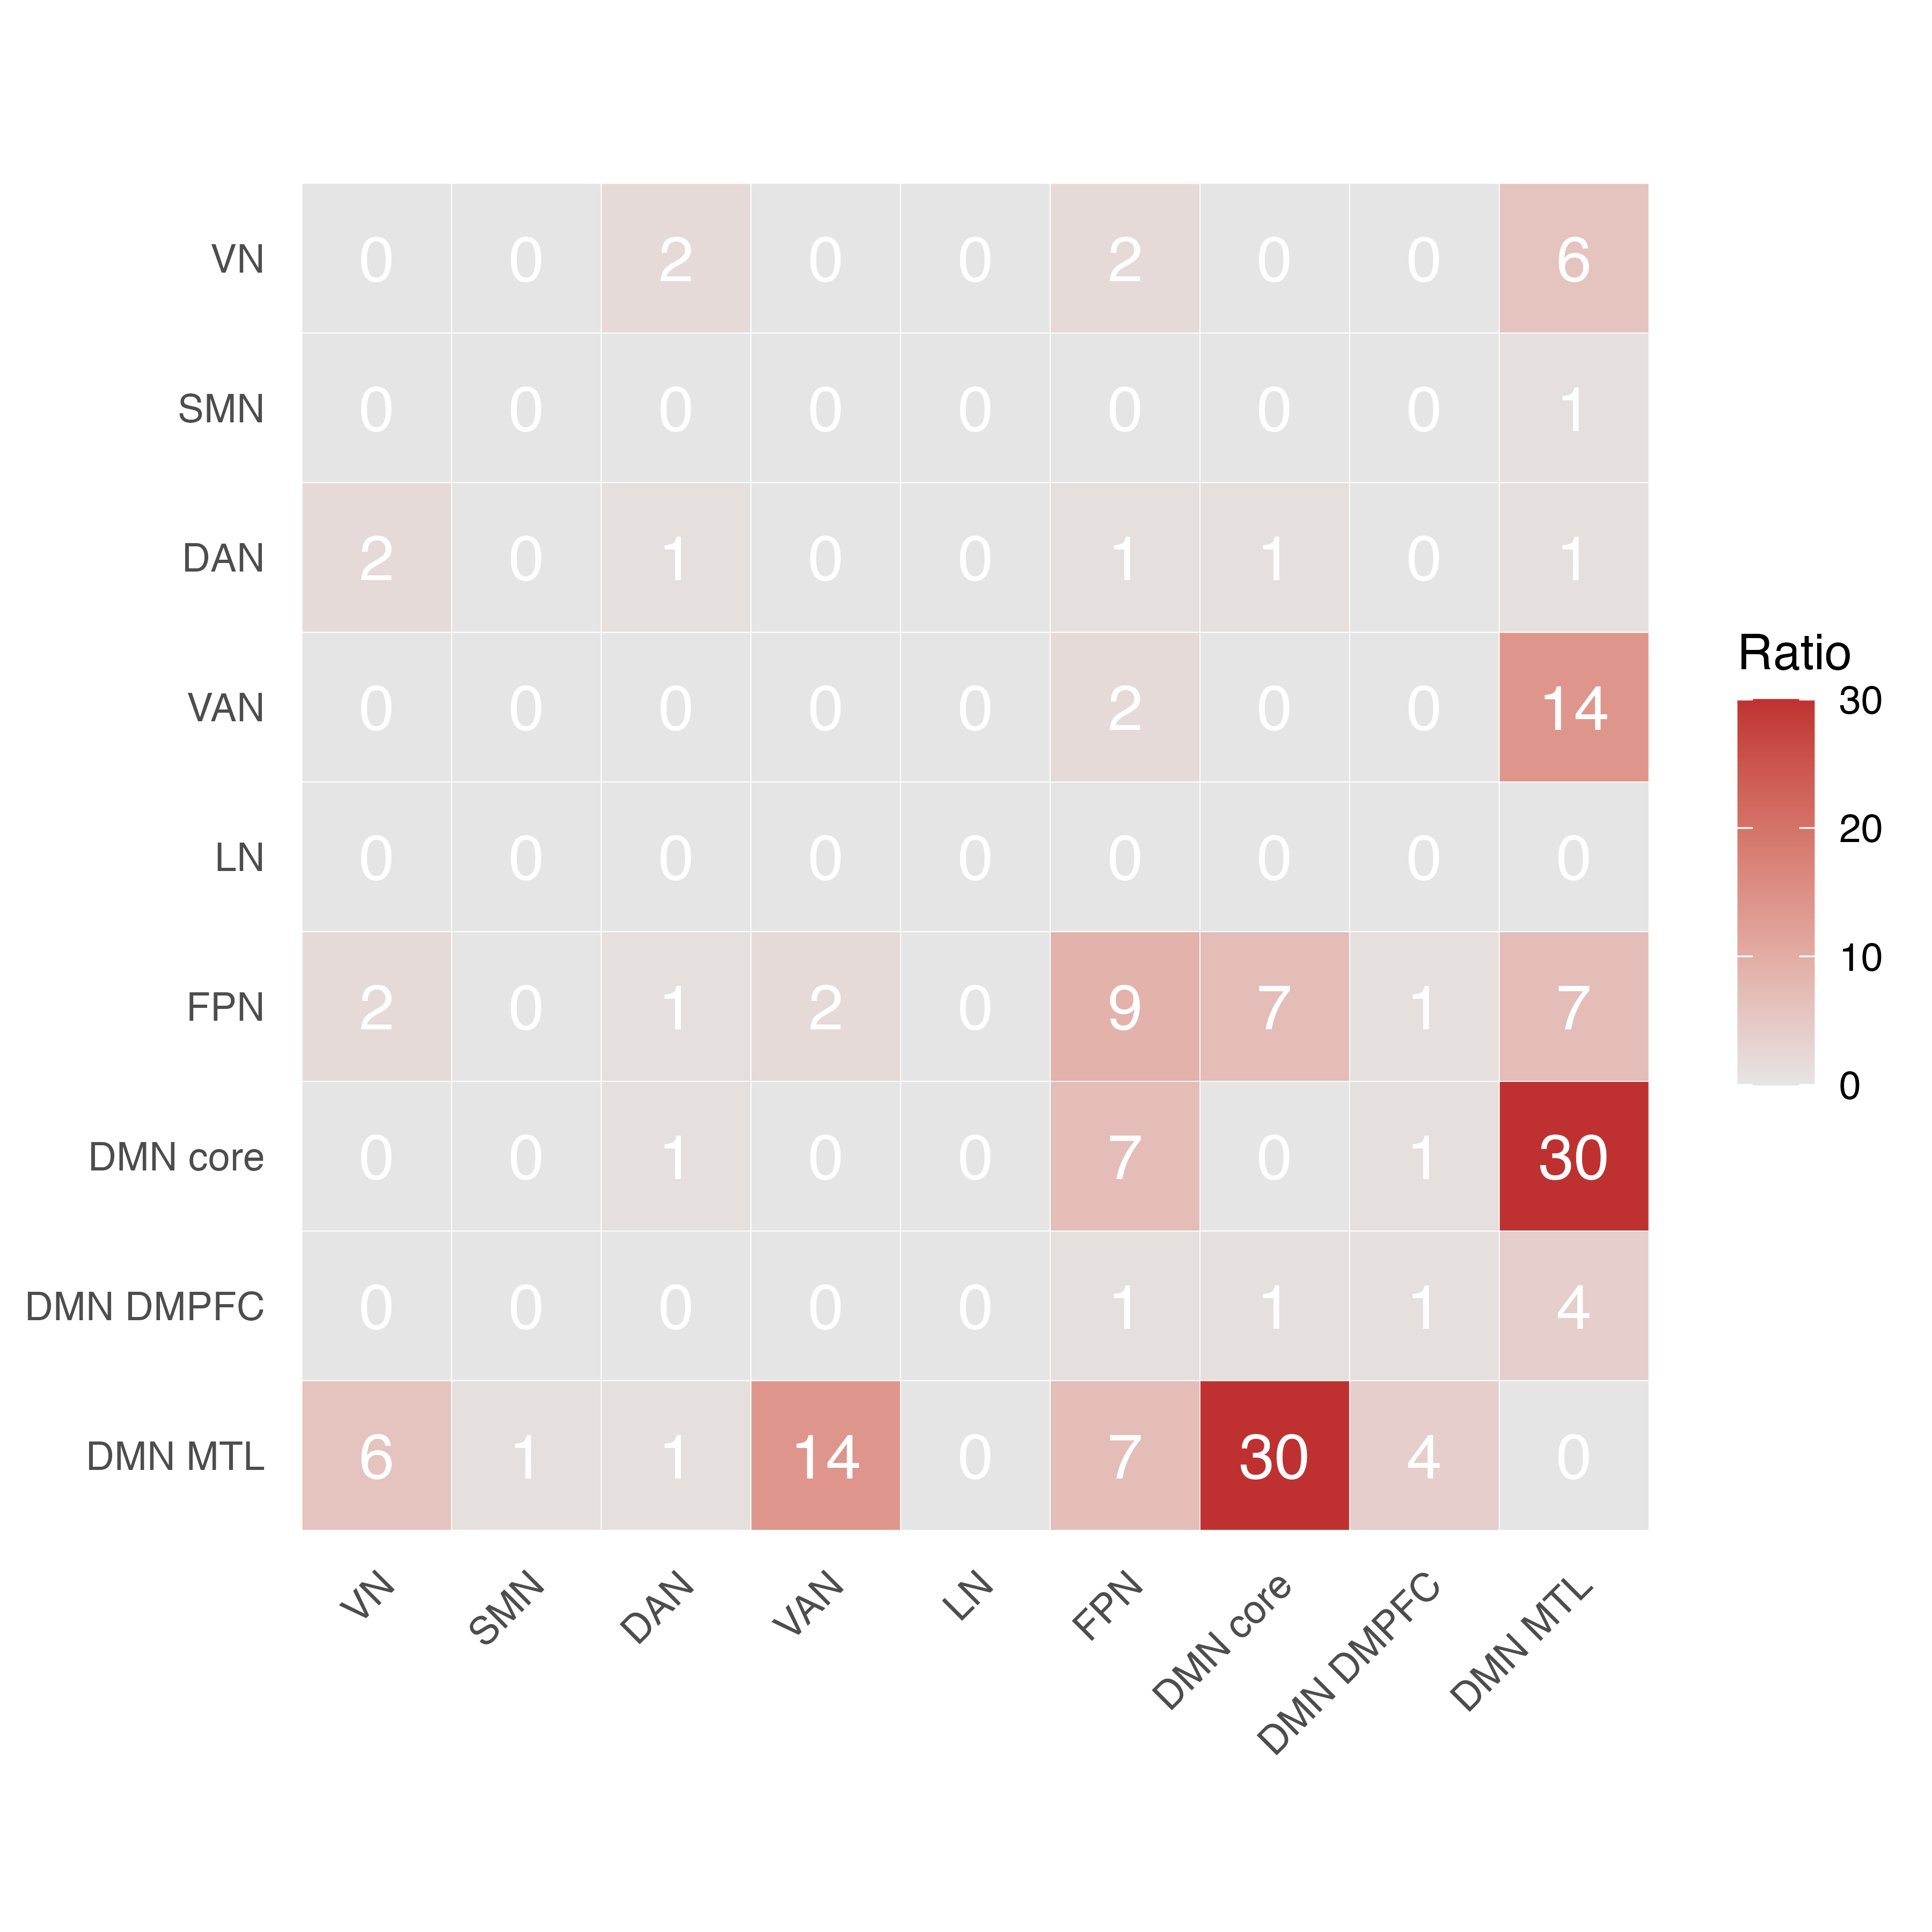 VN 0 0 2 0 0 2 0 0 6
SMN 0 0 0 0 0 0 0 0 1
DAN 2 0 1 0 0 1 1 0 1
VAN 0 0 0 0 0 2 0 0 14
LN 0 0 0 0 0 0 0 0 0
FPN 2 0 1 2 0 9 7 1 7
DMN core 0 0 1 0 0 7 0 1 30
DMN DMPFC 0 0 0 0 0 1 1 1 4
DMN MTL 6 1 1 14 0 7 30 4 0
VN
SMN
DAN
VAN
LN
FPN
DMN core
DMN DMPFC
DMN MTL
Ratio
30
20
10
0